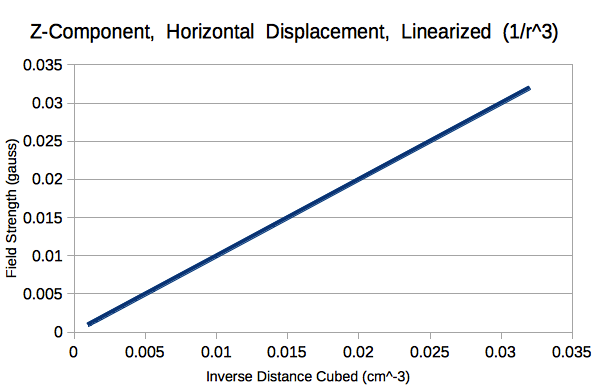 Z-Component, Horizontal Displacement, Linearized (1/r^3)
0.035
0.03
0.025
0.02
0.015
0.01
0.005
0
Field Strength (gauss)
0 0.005 0.01 0.015 0.02 0.025 0.03 0.035
Inverse Distance Cubed (cm^-3)